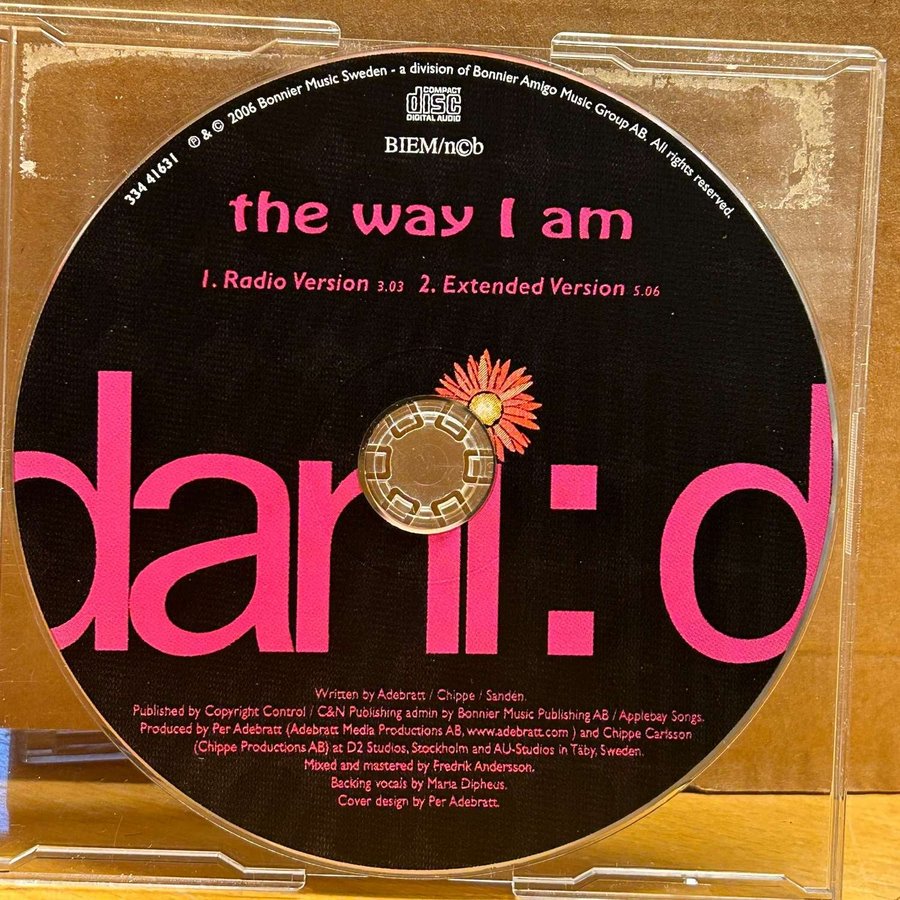 334 41631 ℗ & © 2006 Bonnier Music Sweden - a division of Bonnier Amigo Music Group AB. All rights reserved.
COMPACT
disc
DIGITAL AUDIO
BIEM/n©b
the way I am
1. Radio Version 3.03 2. Extended Version 5.06
dani: d
Written by Adebratt / Chippe / Sandén.
Published by Copyright Control / C&N Publishing admin by Bonnier Music Publishing AB / Applebay Songs.
Produced by Per Adebratt (Adebratt Media Productions AB, www.adebratt.com ) and Chippe Carlsson
(Chippe Productions AB) at D2 Studios, Stockholm and AU-Studios in Täby, Sweden.
Mixed and mastered by Fredrik Andersson.
Backing vocals by Maria Dipheus.
Cover design by Per Adebratt.